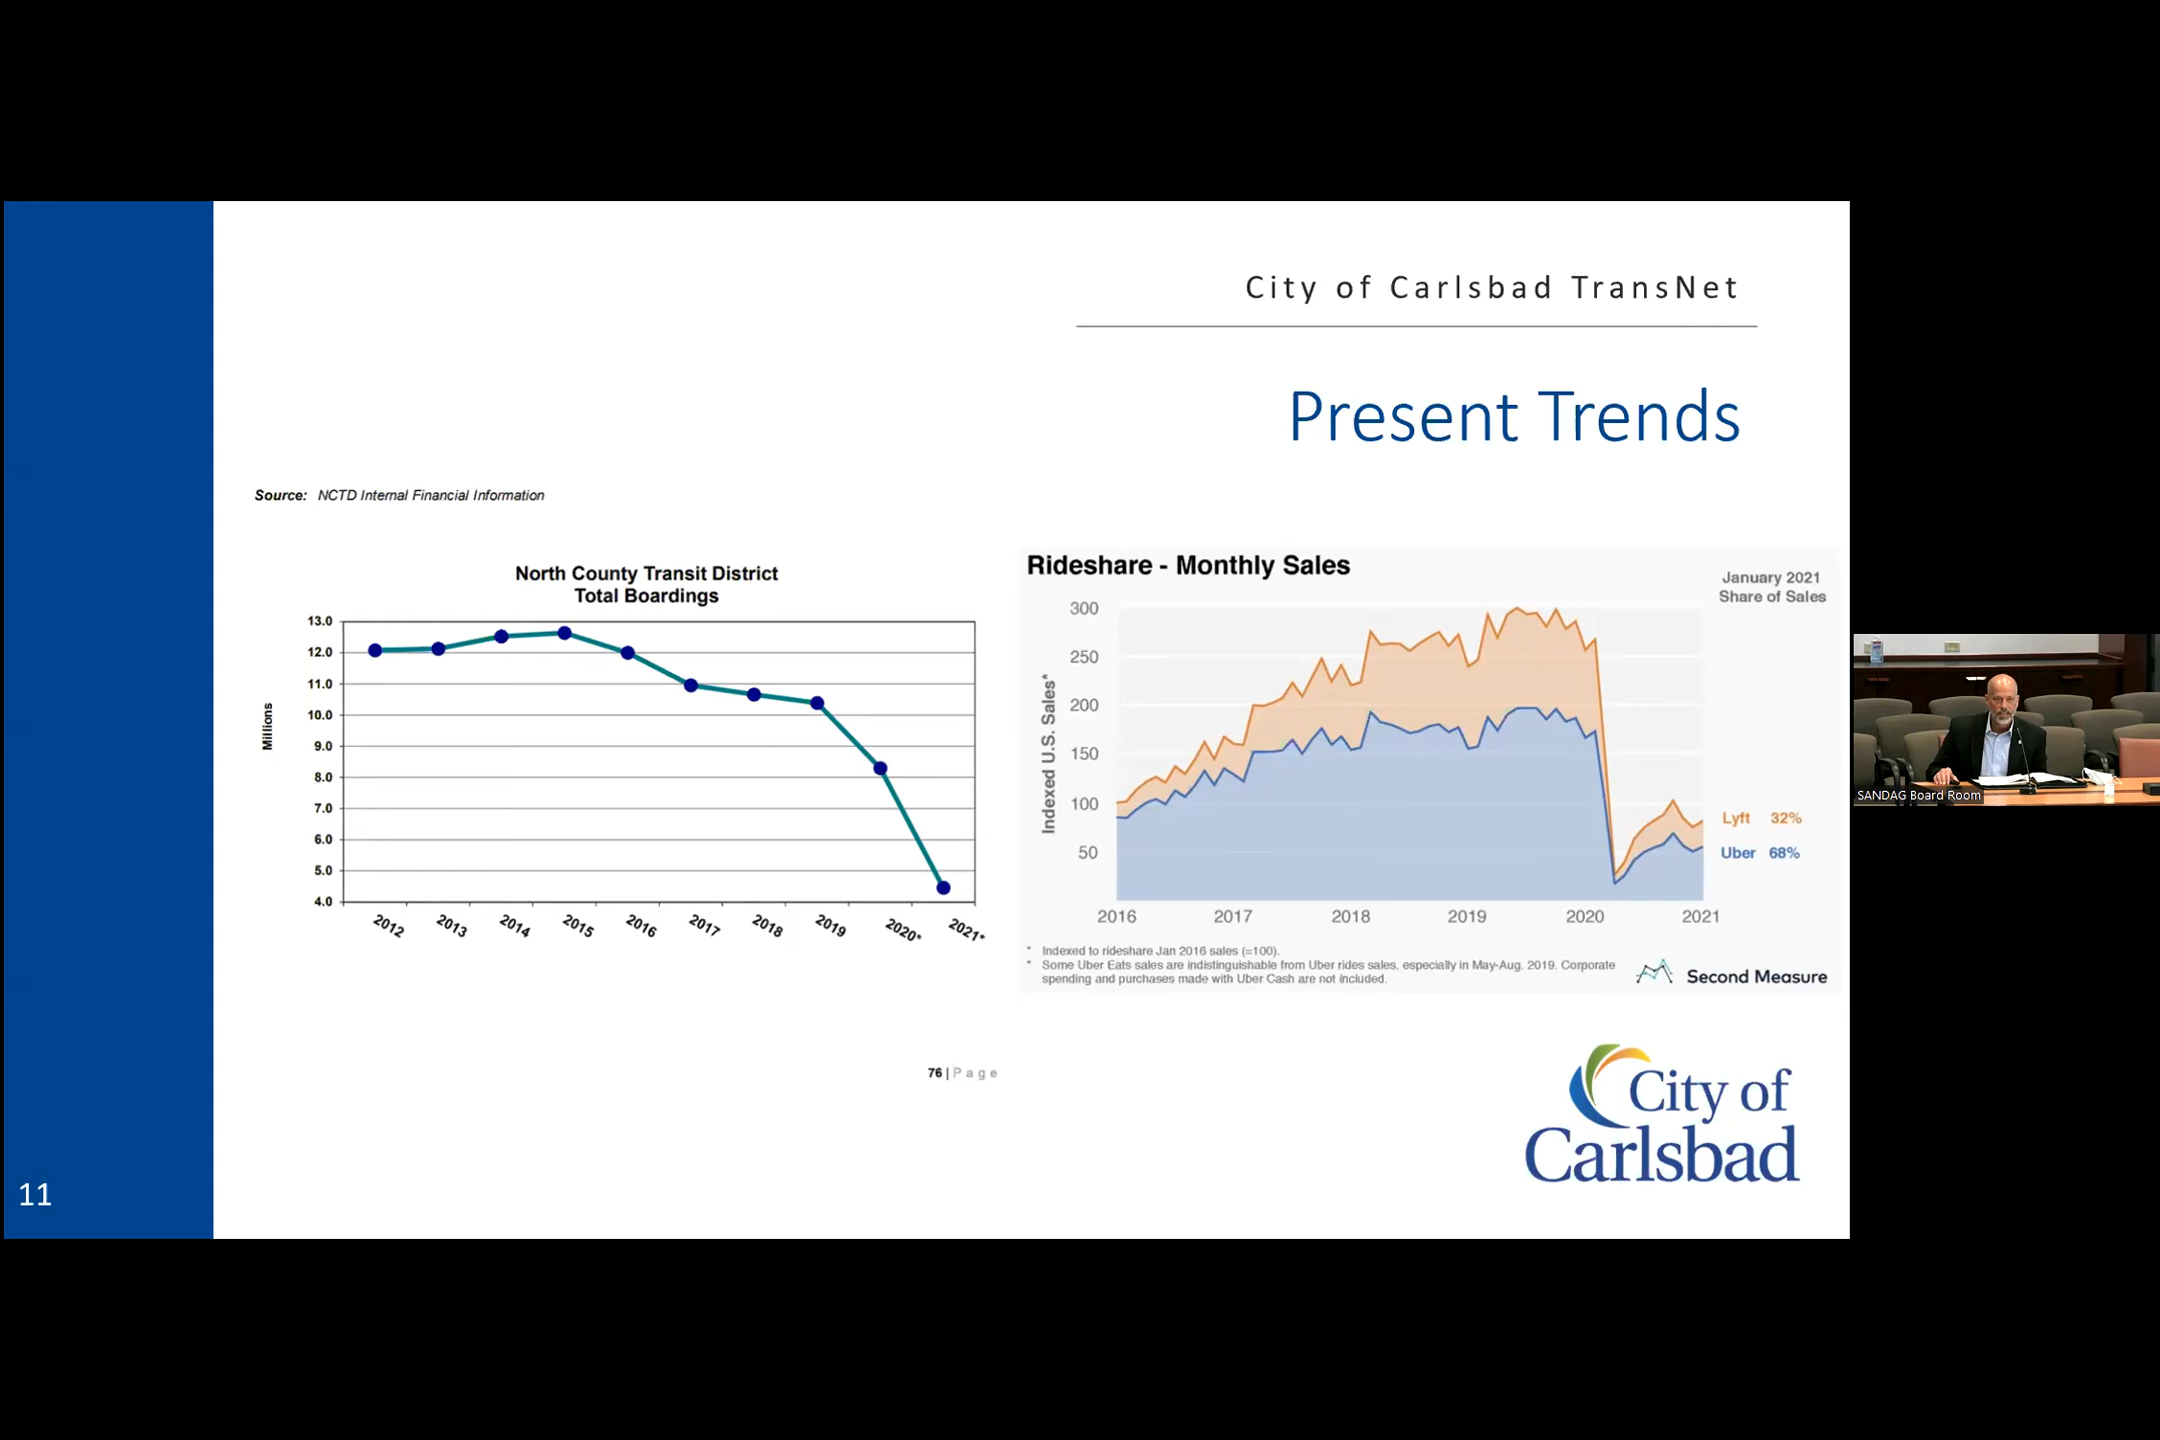 City of Carlsbad TransNet
Present Trends
Source: NCTD Internal Financial Information
North County Transit District
Total Boardings
Millions
13.0
12.0
11.0
10.0
9.0
8.0
7.0
6.0
5.0
4.0
2012 2013 2014 2015 2016 2017 2018 2019 2020* 2021*
Rideshare - Monthly Sales
January 2021
Share of Sales
Indexed U.S. Sales*
300
250
200
150
100
50
Lyft 32%
Uber 68%
2016 2017 2018 2019 2020 2021
* Indexed to rideshare Jan 2016 sales (=100).
* Some Uber Eats sales are indistinguishable from Uber rides sales, especially in May-Aug. 2019. Corporate
spending and purchases made with Uber Cash are not included.
Second Measure
76 | Page
City of
Carlsbad
11
SANDAG Board Room